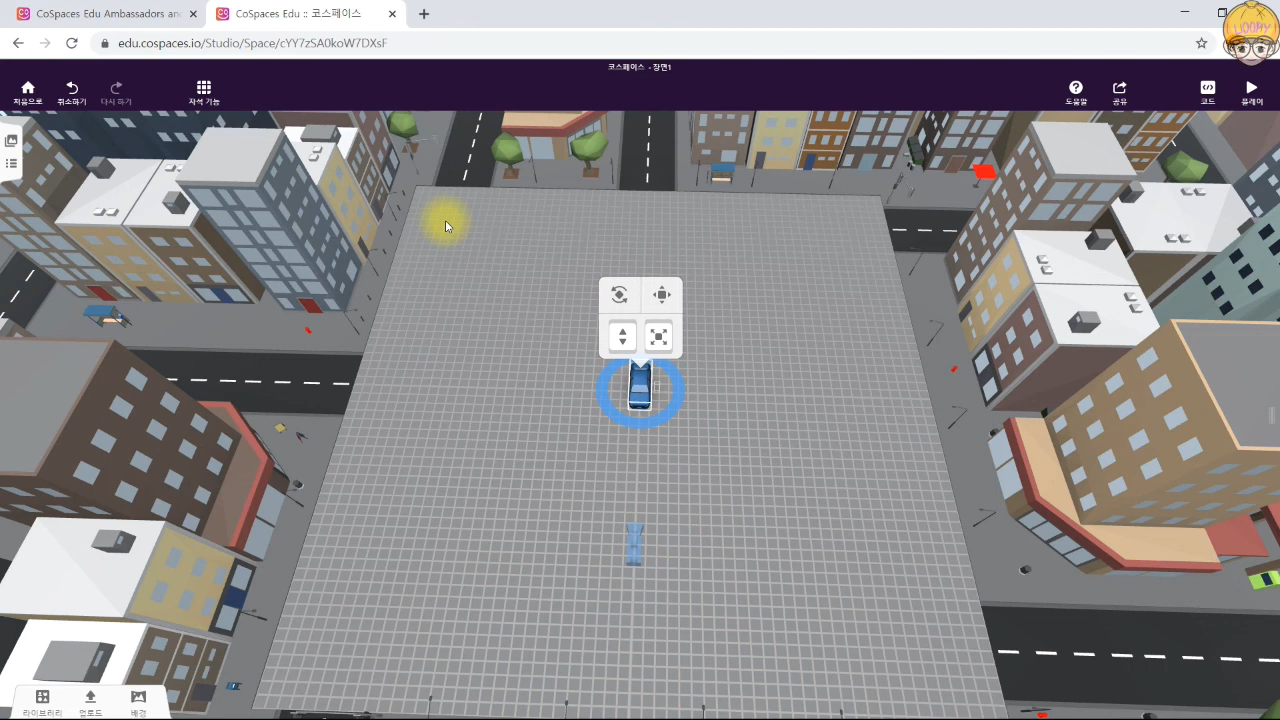 CoSpaces Edu Ambassadors an
CoSpaces Edu :: 코스페이스
edu.cospaces.io/Studio/Space/cYY7zSA0koW7DXsF
WOOPY
코스페이스 - 장면1
처음으로
취소하기
다시 하기
자석 기능
도움말
공유
코드
플레이
라이브러리
업로드
배경